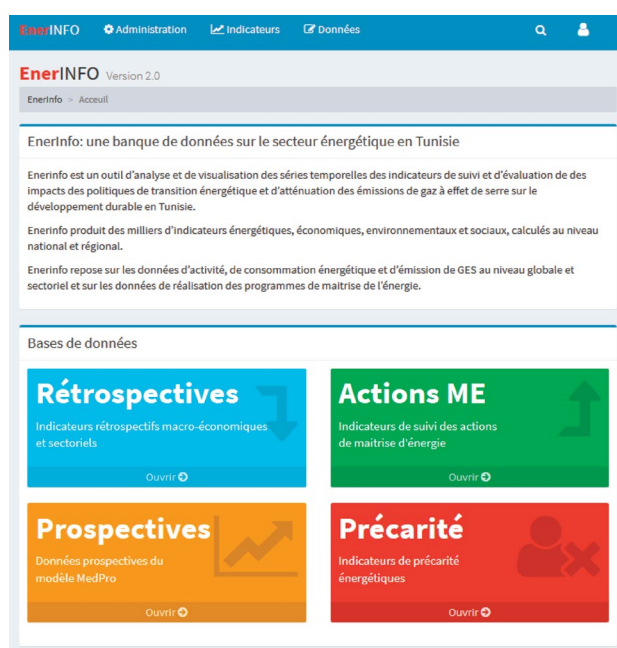 EnerINFO Administration Indicateurs Données
EnerINFO Version 2.0
EnerInfo > Acceuil
EnerInfo: une banque de données sur le secteur énergétique en Tunisie
Enerinfo est un outil d'analyse et de visualisation des séries temporelles des indicateurs de suivi et d'évaluation de des
impacts des politiques de transition énergétique et d'atténuation des émissions de gaz à effet de serre sur le
développement durable en Tunisie.
Enerinfo produit des milliers d'indicateurs énergétiques, économiques, environnementaux et sociaux, calculés au niveau
national et régional.
Enerinfo repose sur les données d'activité, de consommation énergétique et d'émission de GES au niveau globale et
sectoriel et sur les données de réalisation des programmes de maitrise de l'énergie.
Bases de données
Rétrospectives
Indicateurs rétrospectifs macro-économiques
et sectoriels
Ouvrir
Actions ME
Indicateurs de suivi des actions
de maitrise d'énergie
Ouvrir
Prospectives
Données prospectives du
modèle MedPro
Ouvrir
Précarité
Indicateurs de précarité
énergétiques
Ouvrir